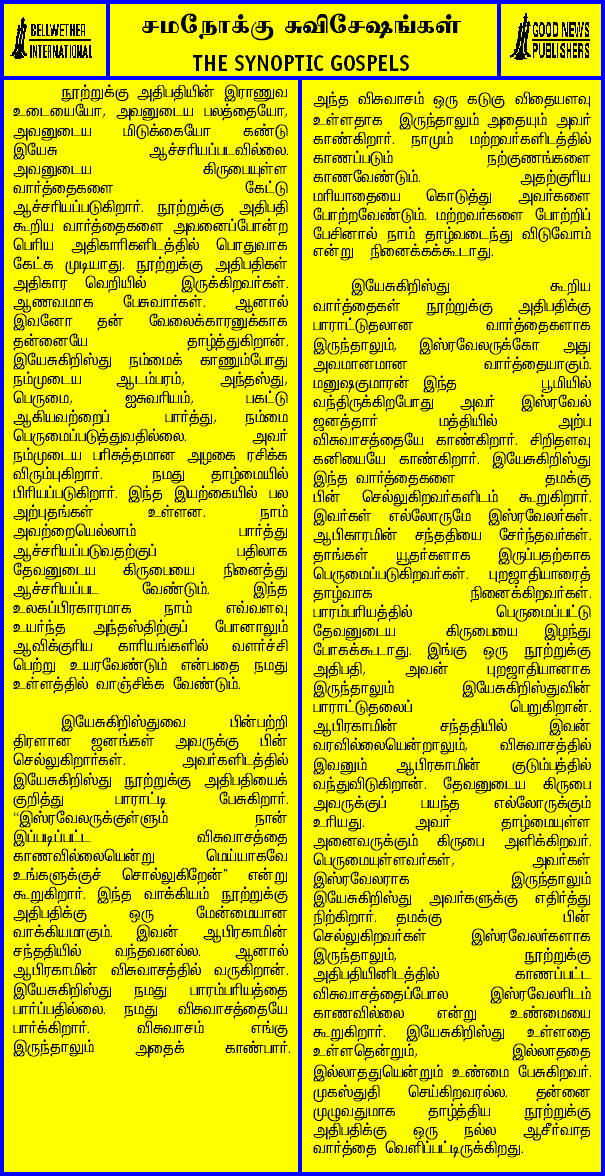 BELLWETHER
INTERNATIONAL
சமநோக்கு சுவிசேஷங்கள்
THE SYNOPTIC GOSPELS
GOOD NEWS
PUBLISHERS
நூற்றுக்கு அதிபதியின் இராணுவ
உடையையோ, அவனுடைய பலத்தையோ,
அவனுடைய மிடுக்கையோ கண்டு
இயேசு ஆச்சரியப்படவில்லை.
அவனுடைய கிருபையுள்ள
வார்த்தைகளை கேட்டு
ஆச்சரியப்படுகிறார். நூற்றுக்கு அதிபதி
கூறிய வார்த்தைகளை அவனைப்போன்ற
பெரிய அதிகாரிகளிடத்தில் பொதுவாக
கேட்க முடியாது. நூற்றுக்கு அதிபதிகள்
அதிகார வெறியில் இருக்கிறவர்கள்.
ஆணவமாக பேசுவார்கள். ஆனால்
இவனோ தன் வேலைக்காரனுக்காக
தன்னையே தாழ்த்துகிறான்.
இயேசுகிறிஸ்து நம்மைக் காணும்போது
நம்முடைய ஆடம்பரம், அந்தஸ்து,
பெருமை, ஐசுவரியம், பகட்டு
ஆகியவற்றைப் பார்த்து, நம்மை
பெருமைப்படுத்துவதில்லை. அவர்
நம்முடைய பரிசுத்தமான அழகை ரசிக்க
விரும்புகிறார். நமது தாழ்மையில்
பிரியப்படுகிறார். இந்த இயற்கையில் பல
அற்புதங்கள் உள்ளன. நாம்
அவற்றையெல்லாம் பார்த்து
ஆச்சரியப்படுவதற்குப் பதிலாக
தேவனுடைய கிருபையை நினைத்து
ஆச்சரியப்பட வேண்டும். இந்த
உலகப்பிரகாரமாக நாம் எவ்வளவு
உயர்ந்த அந்தஸ்திற்குப் போனாலும்
ஆவிக்குரிய காரியங்களில் வளர்ச்சி
பெற்று உயரவேண்டும் என்பதை நமது
உள்ளத்தில் வாஞ்சிக்க வேண்டும்.
இயேசுகிறிஸ்துவை பின்பற்றி
திரளான ஜனங்கள் அவருக்கு பின்
செல்லுகிறார்கள். அவர்களிடத்தில்
இயேசுகிறிஸ்து நூற்றுக்கு அதிபதியைக்
குறித்து பாராட்டி பேசுகிறார்.
“இஸ்ரவேலருக்குள்ளும் நான்
இப்படிப்பட்ட விசுவாசத்தை
காணவில்லையென்று மெய்யாகவே
உங்களுக்குச் சொல்லுகிறேன்” என்று
கூறுகிறார். இந்த வாக்கியம் நூற்றுக்கு
அதிபதிக்கு ஒரு மேன்மையான
வாக்கியமாகும். இவன் ஆபிரகாமின்
சந்ததியில் வந்தவனல்ல. ஆனால்
ஆபிரகாமின் விசுவாசத்தில் வருகிறான்.
இயேசுகிறிஸ்து நமது பாரம்பரியத்தை
பார்ப்பதில்லை. நமது விசுவாசத்தையே
பார்க்கிறார். விசுவாசம் எங்கு
இருந்தாலும் அதைக் காண்பார்.
அந்த விசுவாசம் ஒரு கடுகு விதையளவு
உள்ளதாக இருந்தாலும் அதையும் அவர்
காண்கிறார். நாமும் மற்றவர்களிடத்தில்
காணப்படும் நற்குணங்களை
காணவேண்டும். அதற்குரிய
மரியாதையை கொடுத்து அவர்களை
போற்றவேண்டும். மற்றவர்களை போற்றிப்
பேசினால் நாம் தாழ்வடைந்து விடுவோம்
என்று நினைக்கக்கூடாது.
இயேசுகிறிஸ்து கூறிய
வார்த்தைகள் நூற்றுக்கு அதிபதிக்கு
பாராட்டுதலான வார்த்தைகளாக
இருந்தாலும், இஸ்ரவேலருக்கோ அது
அவமானமான வார்த்தையாகும்.
மனுஷகுமாரன் இந்த பூமியில்
வந்திருக்கிறபோது அவர் இஸ்ரவேல்
ஜனத்தார் மத்தியில் அற்ப
விசுவாசத்தையே காண்கிறார். சிறிதளவு
கனியையே காண்கிறார். இயேசுகிறிஸ்து
இந்த வார்த்தைகளை தமக்கு
பின் செல்லுகிறவர்களிடம் கூறுகிறார்.
இவர்கள் எல்லோருமே இஸ்ரவேலர்கள்.
ஆபிகாரமின் சந்ததியை சேர்ந்தவர்கள்.
தாங்கள் யூதர்களாக இருப்பதற்காக
பெருமைப்படுகிறவர்கள். புறஜாதியாரைத்
தாழ்வாக நினைக்கிறவர்கள்.
பாரம்பரியத்தில் பெருமைப்பட்டு
தேவனுடைய கிருபையை இழந்து
போகக்கூடாது. இங்கு ஒரு நூற்றுக்கு
அதிபதி, அவன் புறஜாதியானாக
இருந்தாலும் இயேசுகிறிஸ்துவின்
பாராட்டுதலைப் பெறுகிறான்.
ஆபிரகாமின் சந்ததியில் இவன்
வரவில்லையென்றாலும், விசுவாசத்தில்
இவனும் ஆபிரகாமின் குடும்பத்தில்
வந்துவிடுகிறான். தேவனுடைய கிருபை
அவருக்குப் பயந்த எல்லோருக்கும்
உரியது. அவர் தாழ்மையுள்ள
அனைவருக்கும் கிருபை அளிக்கிறவர்.
பெருமையுள்ளவர்கள், அவர்கள்
இஸ்ரவேலராக இருந்தாலும்
இயேசுகிறிஸ்து அவர்களுக்கு எதிர்த்து
நிற்கிறார். தமக்கு பின்
செல்லுகிறவர்கள் இஸ்ரவேலர்களாக
இருந்தாலும், நூற்றுக்கு
அதிபதியினிடத்தில் காணப்பட்ட
விசுவாசத்தைப்போல இஸ்ரவேலரிடம்
காணவில்லை என்று உண்மையை
கூறுகிறார். இயேசுகிறிஸ்து உள்ளதை
உள்ளதென்றும், இல்லாததை
இல்லாததுயென்றும் உண்மை பேசுகிறவர்.
முகஸ்துதி செய்கிறவரல்ல. தன்னை
முழுவதுமாக தாழ்த்திய நூற்றுக்கு
அதிபதிக்கு ஒரு நல்ல ஆசீர்வாத
வார்த்தை வெளிப்பட்டிருக்கிறது.